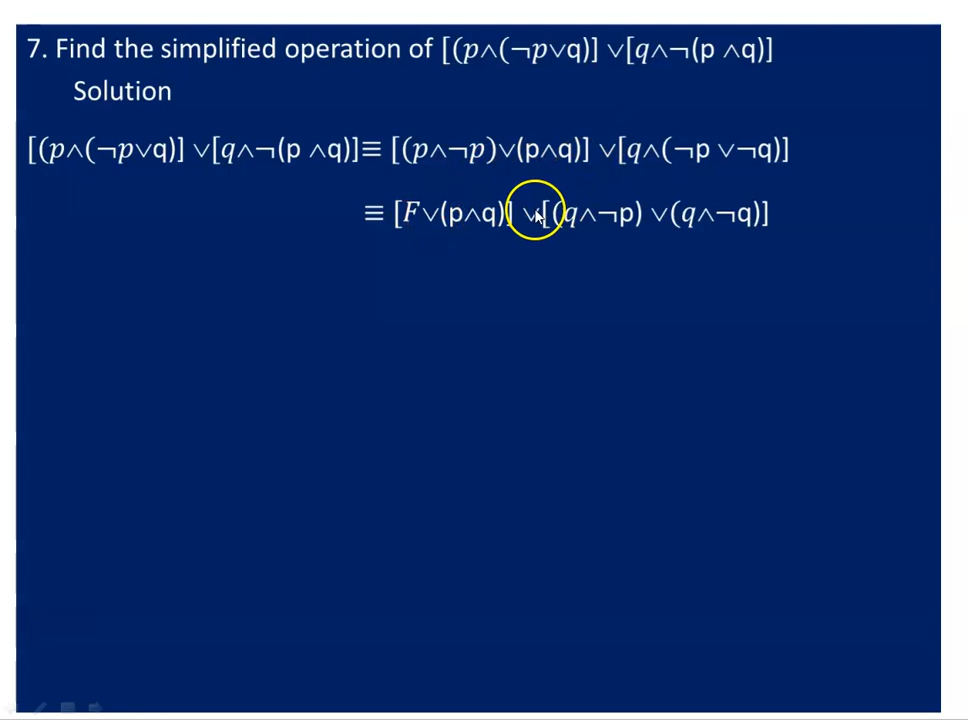 7. Find the simplified operation of [(p∧(¬p∨q)] ∨[q∧¬(p ∧q)]
Solution
[(p∧(¬p∨q)] ∨[q∧¬(p ∧q)]≡ [(p∧¬p)∨(p∧q)] ∨[q∧(¬p ∨¬q)]
≡ [F∨(p∧q)] ∨[(q∧¬p) ∨(q∧¬q)]